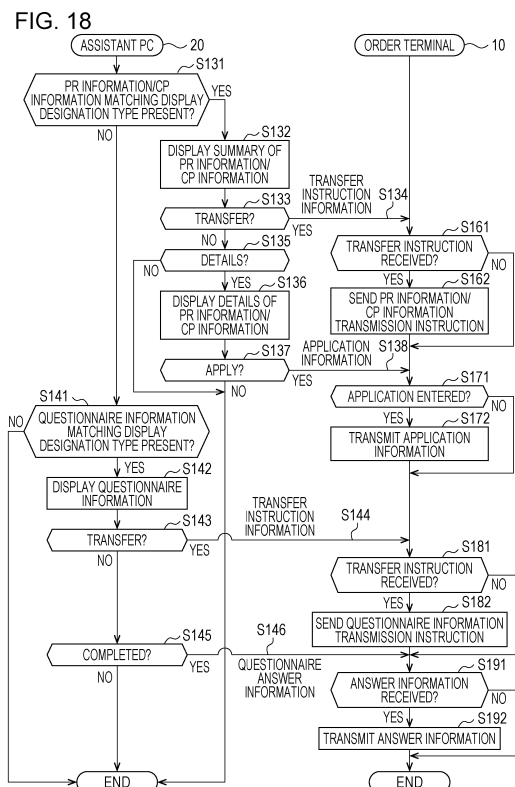 FIG. 18
ASSISTANT PC
20
ORDER TERMINAL
10
S131
PR INFORMATION/CP
INFORMATION MATCHING DISPLAY
DESIGNATION TYPE PRESENT?
YES
NO
S132
DISPLAY SUMMARY OF
PR INFORMATION/
CP INFORMATION
S133
TRANSFER?
YES
NO
TRANSFER
INSTRUCTION
INFORMATION
S134
S135
DETAILS?
NO
YES
S161
TRANSFER INSTRUCTION
RECEIVED?
YES
NO
S136
DISPLAY DETAILS OF
PR INFORMATION/
CP INFORMATION
S162
SEND PR INFORMATION/
CP INFORMATION
TRANSMISSION INSTRUCTION
S137
APPLY?
YES
NO
APPLICATION
INFORMATION
S138
S171
APPLICATION ENTERED?
YES
NO
S172
TRANSMIT APPLICATION
INFORMATION
S141
NO
QUESTIONNAIRE INFORMATION
MATCHING DISPLAY
DESIGNATION TYPE PRESENT?
YES
S142
DISPLAY QUESTIONNAIRE
INFORMATION
S143
TRANSFER?
YES
NO
TRANSFER
INSTRUCTION
INFORMATION
S144
S181
TRANSFER INSTRUCTION
RECEIVED?
YES
NO
S182
SEND QUESTIONNAIRE INFORMATION
TRANSMISSION INSTRUCTION
S145
COMPLETED?
YES
NO
S146
QUESTIONNAIRE
ANSWER
INFORMATION
S191
ANSWER INFORMATION
RECEIVED?
YES
NO
S192
TRANSMIT ANSWER INFORMATION
END
END